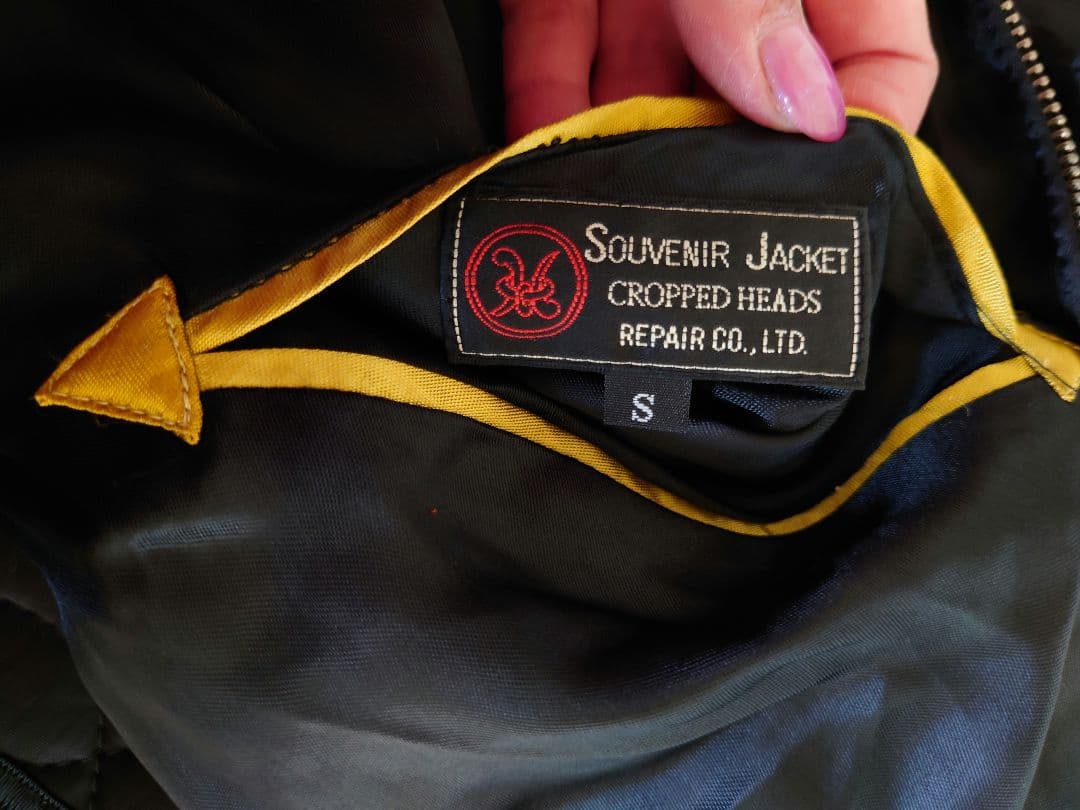 SOUVENIR JACKET
CROPPED HEADS
REPAIR CO., LTD.
S